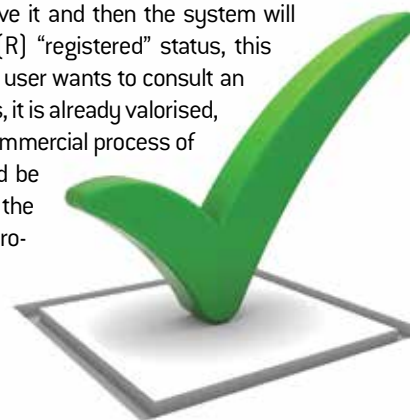 ve it and then the system will
(R] “registered” status, this
user wants to consult an
s, it is already valorised,
mmercial process of
d be
the
ro-